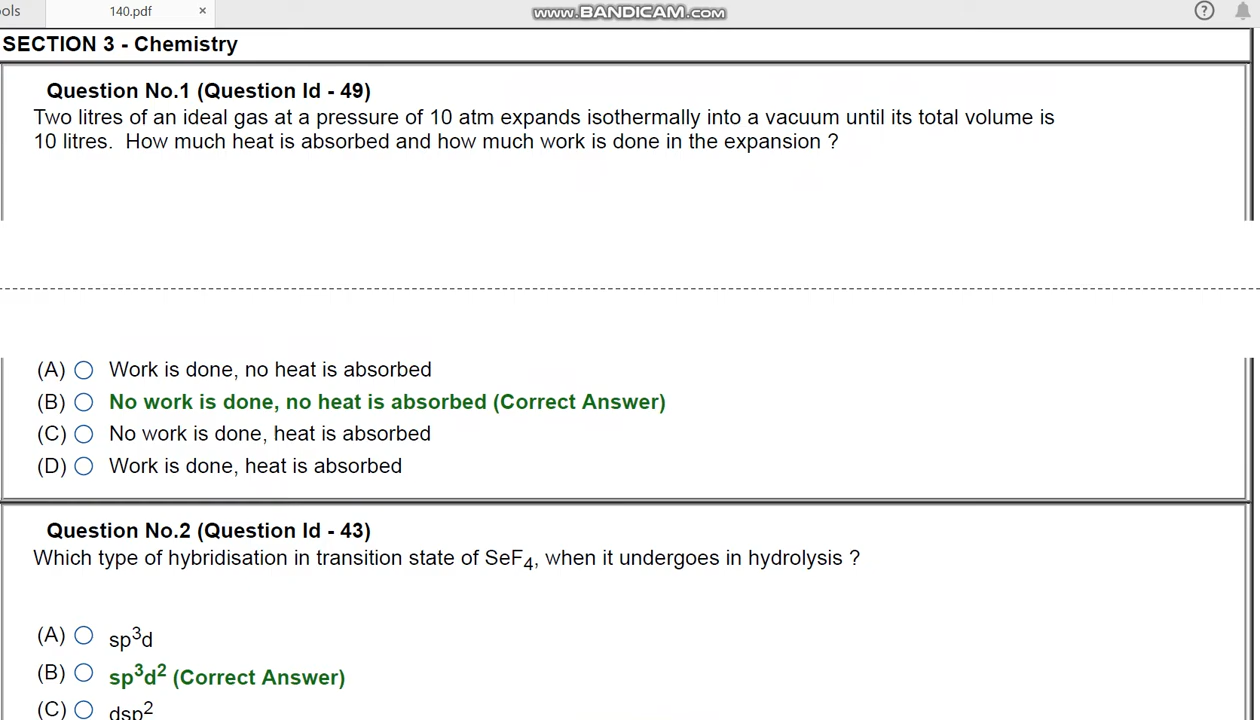 ols 140.pdf × www.BANDICAM.com ?
SECTION 3 - Chemistry
Question No.1 (Question Id - 49)
Two litres of an ideal gas at a pressure of 10 atm expands isothermally into a vacuum until its total volume is
10 litres. How much heat is absorbed and how much work is done in the expansion ?
(A) Work is done, no heat is absorbed
(B) No work is done, no heat is absorbed (Correct Answer)
(C) No work is done, heat is absorbed
(D) Work is done, heat is absorbed
Question No.2 (Question Id - 43)
Which type of hybridisation in transition state of SeF4, when it undergoes in hydrolysis ?
(A) sp3d
(B) sp3d2 (Correct Answer)
(C) dsp2